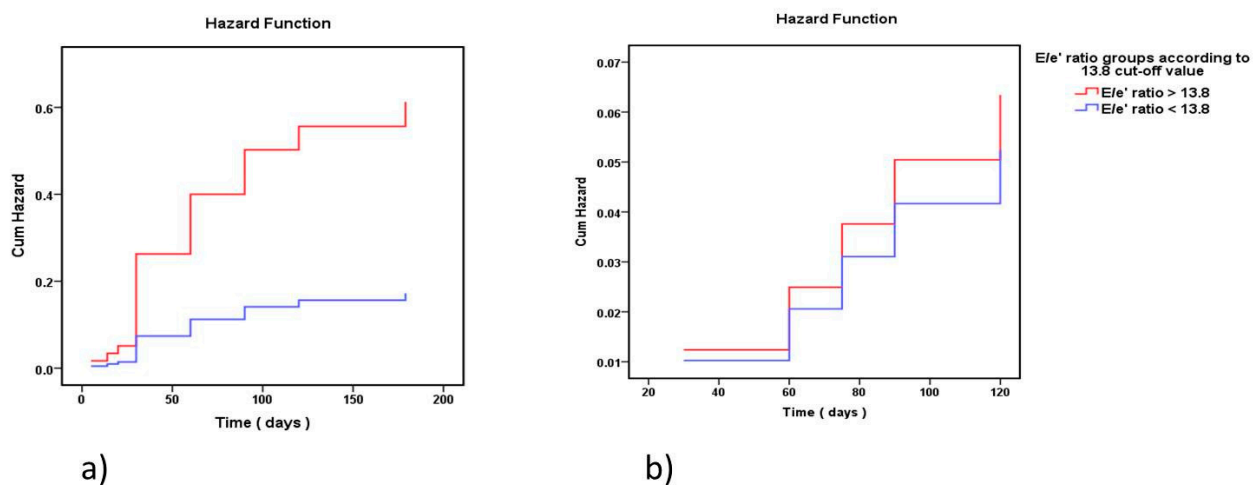 Hazard Function
0.6
0.4
0.2
0.0
Cum Hazard
0
50
100
150
200
Time ( days )
a)
Hazard Function
0.07
0.06
0.05
0.04
0.03
0.02
0.01
Cum Hazard
20
40
60
80
100
120
Time ( days )
b)
E/e' ratio groups according to
13.8 cut-off value
E/e' ratio > 13.8
E/e' ratio < 13.8